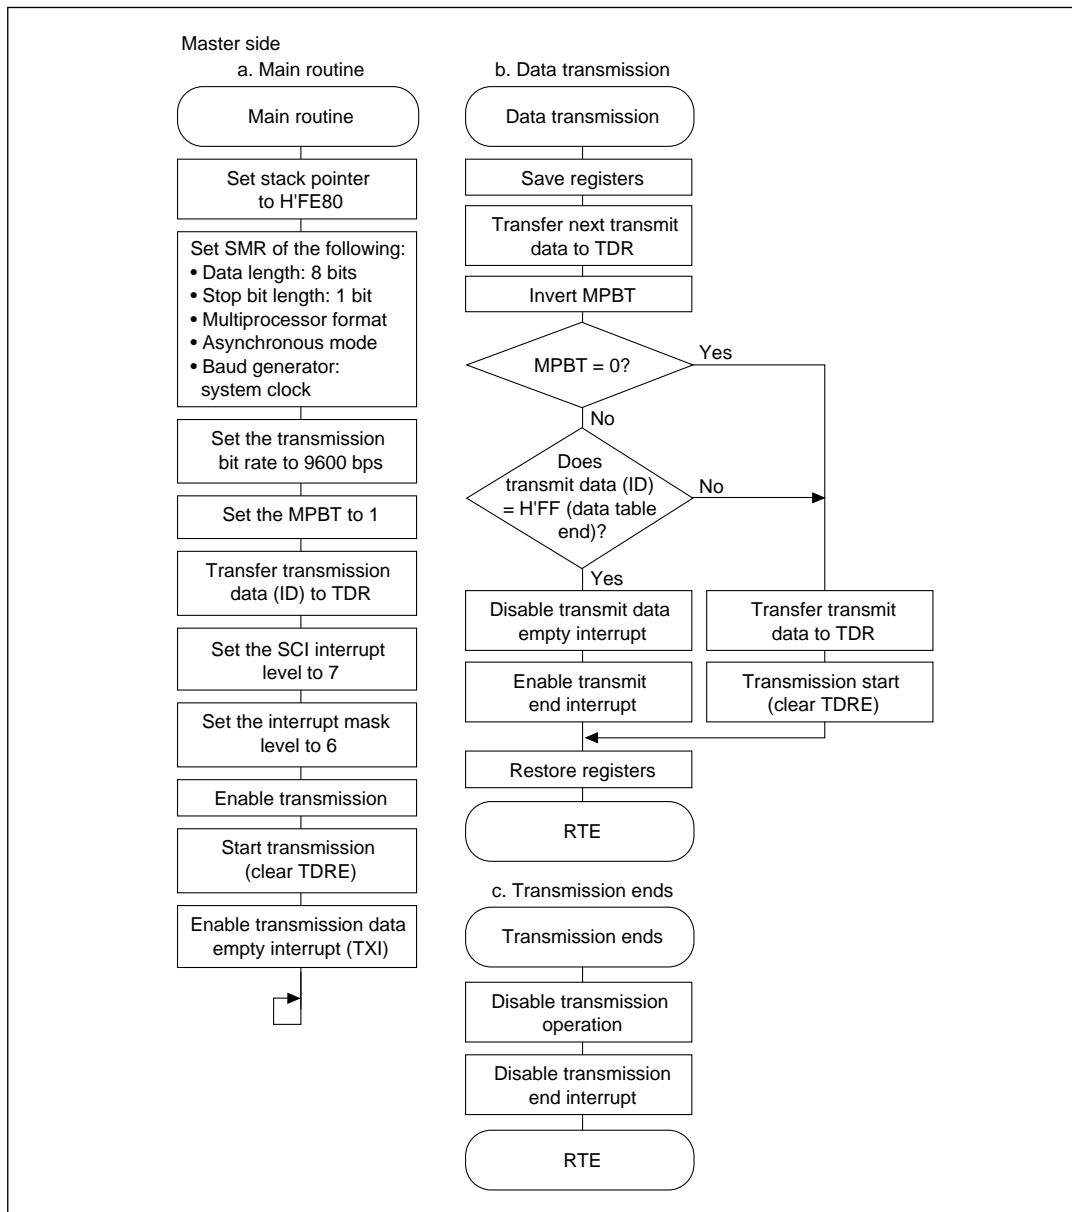 Master side
a. Main routine
Main routine
Set stack pointer
to H'FE80
Set SMR of the following:
• Data length: 8 bits
• Stop bit length: 1 bit
• Multiprocessor format
• Asynchronous mode
• Baud generator:
system clock
Set the transmission
bit rate to 9600 bps
Set the MPBT to 1
Transfer transmission
data (ID) to TDR
Set the SCI interrupt
level to 7
Set the interrupt mask
level to 6
Enable transmission
Start transmission
(clear TDRE)
Enable transmission data
empty interrupt (TXI)
b. Data transmission
Data transmission
Save registers
Transfer next transmit
data to TDR
Invert MPBT
MPBT = 0?
Yes
No
Does
transmit data (ID)
= H'FF (data table
end)?
No
Yes
Disable transmit data
empty interrupt
Enable transmit
end interrupt
Transfer transmit
data to TDR
Transmission start
(clear TDRE)
Restore registers
RTE
c. Transmission ends
Transmission ends
Disable transmission
operation
Disable transmission
end interrupt
RTE